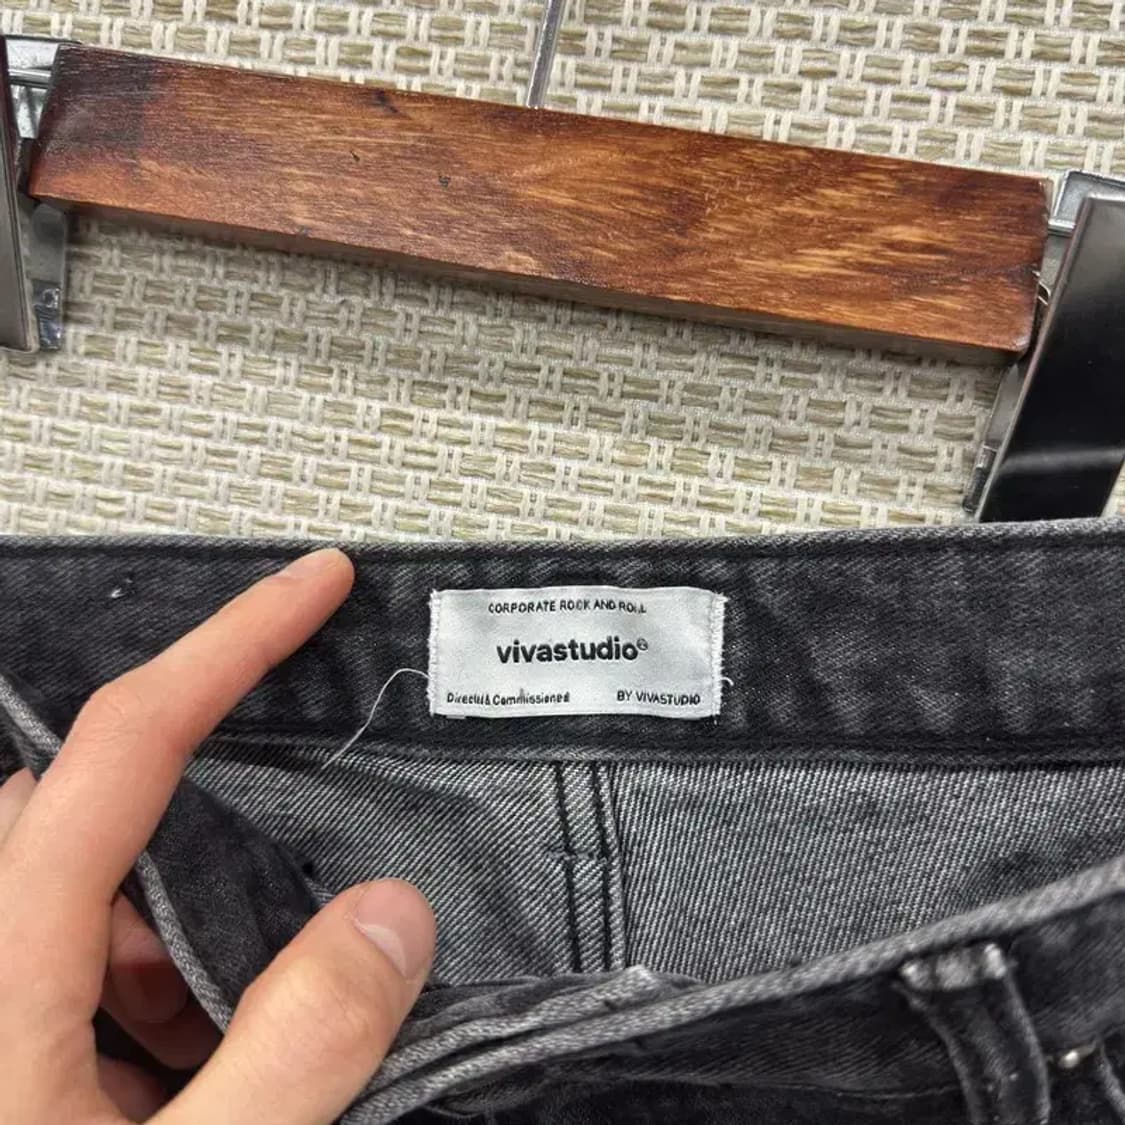 CORPORATE ROCK AND ROLL
vivastudio®
Directed & Commissioned BY VIVASTUDIO